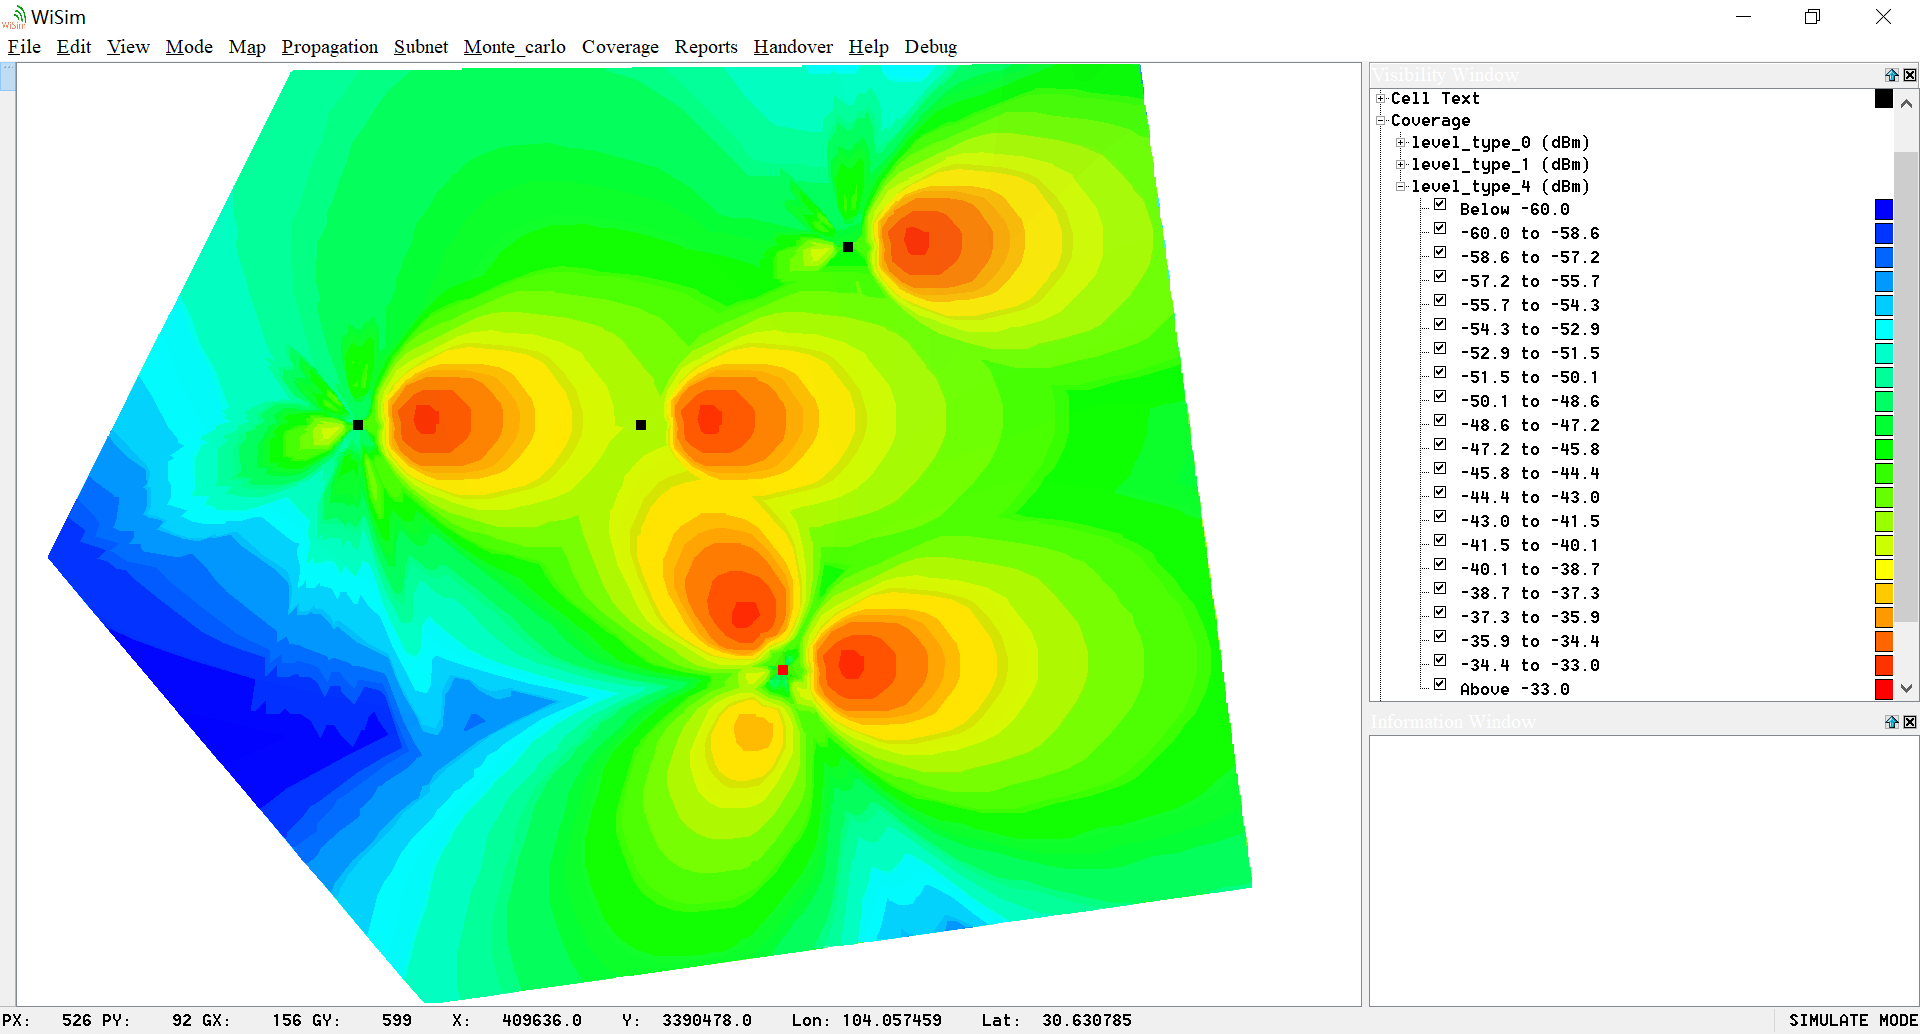 WiSim
WiSim
File Edit View Mode Map Propagation Subnet Monte_carlo Coverage Reports Handover Help Debug
Visibility Window
Cell Text
Coverage
level_type_0 (dBm)
level_type_1 (dBm)
level_type_4 (dBm)
Below -60.0
-60.0 to -58.6
-58.6 to -57.2
-57.2 to -55.7
-55.7 to -54.3
-54.3 to -52.9
-52.9 to -51.5
-51.5 to -50.1
-50.1 to -48.6
-48.6 to -47.2
-47.2 to -45.8
-45.8 to -44.4
-44.4 to -43.0
-43.0 to -41.5
-41.5 to -40.1
-40.1 to -38.7
-38.7 to -37.3
-37.3 to -35.9
-35.9 to -34.4
-34.4 to -33.0
Above -33.0
Information Window
PX: 526 PY: 92 GX: 156 GY: 599 X: 409636.0 Y: 3390478.0 Lon: 104.057459 Lat: 30.630785 SIMULATE MODE